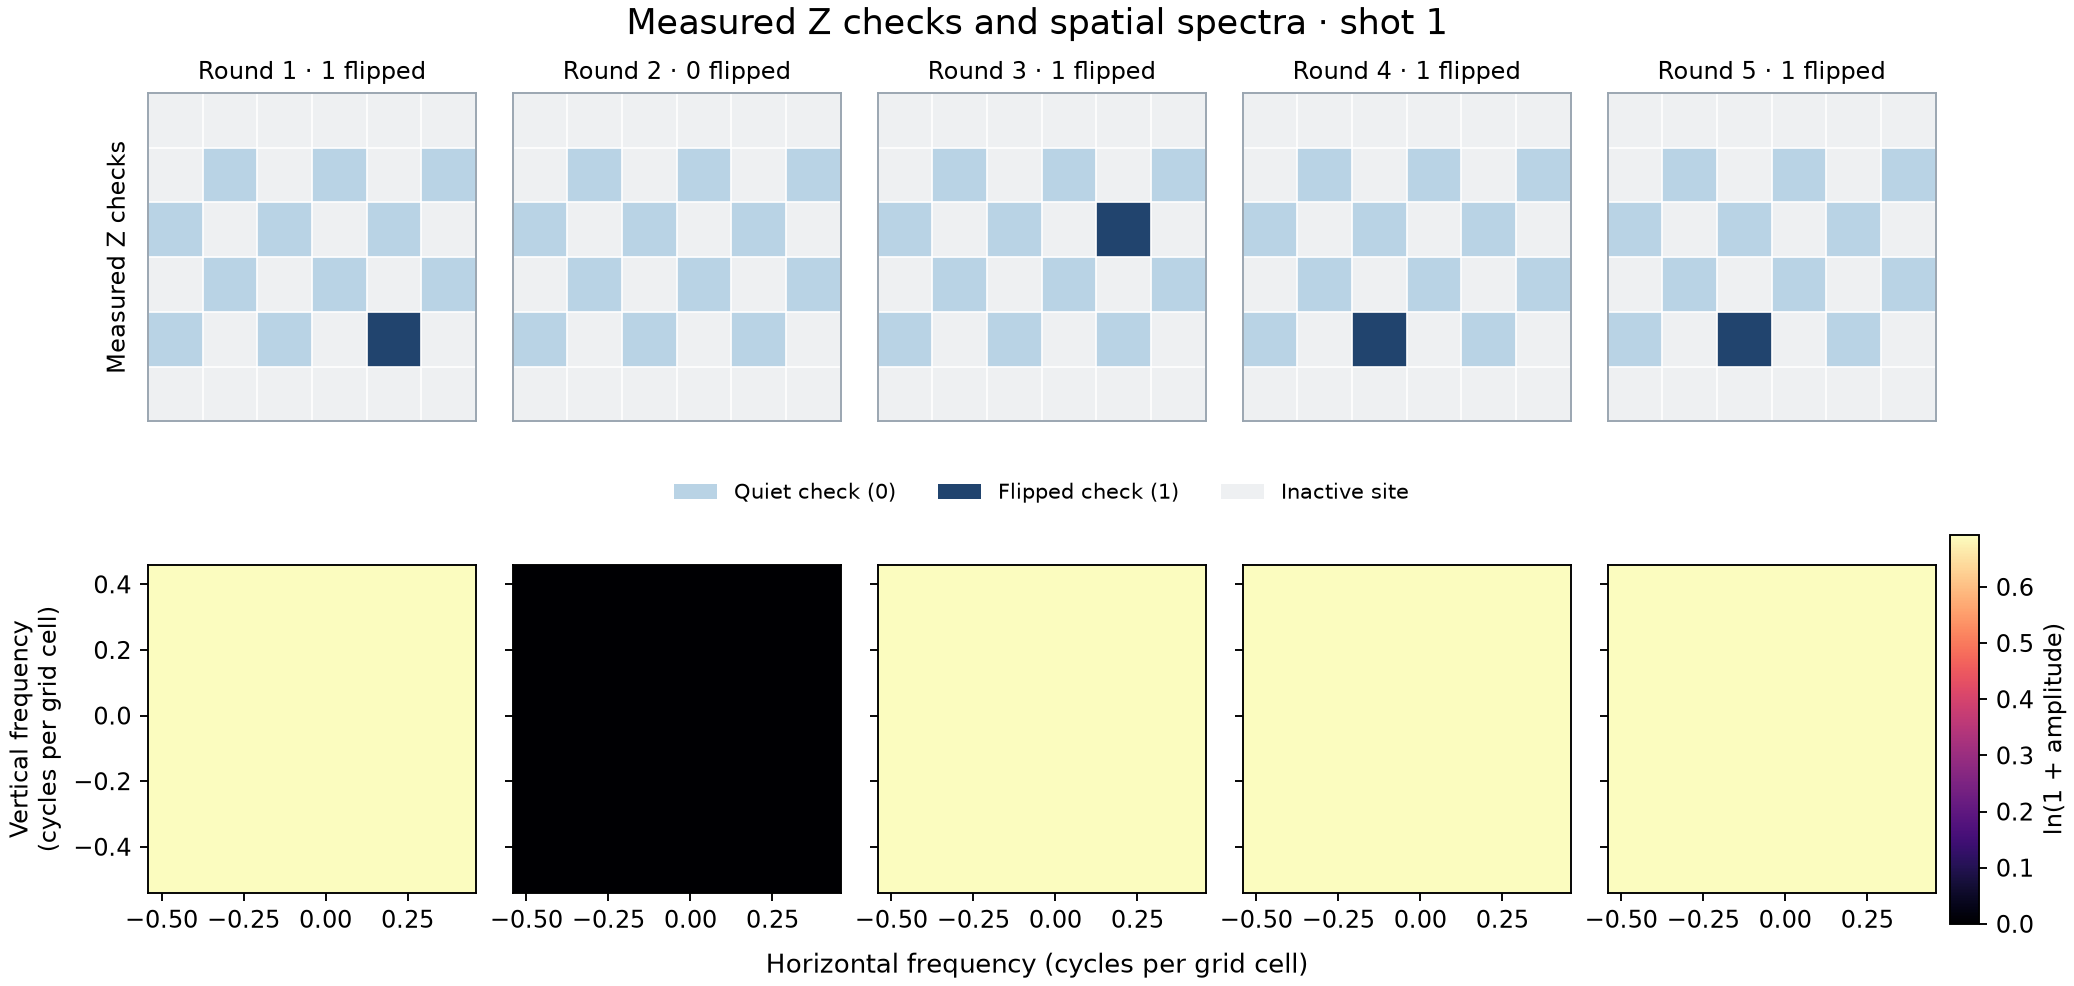 Measured Z checks and spatial spectra · shot 1
Round 1 · 1 flipped
Round 2 · 0 flipped
Round 3 · 1 flipped
Round 4 · 1 flipped
Round 5 · 1 flipped
Measured Z checks
Quiet check (0)
Flipped check (1)
Inactive site
Vertical frequency
(cycles per grid cell)
0.4
0.2
0.0
−0.2
−0.4
−0.50 −0.25 0.00 0.25
−0.50 −0.25 0.00 0.25
−0.50 −0.25 0.00 0.25
−0.50 −0.25 0.00 0.25
−0.50 −0.25 0.00 0.25
Horizontal frequency (cycles per grid cell)
0.6
0.5
0.4
0.3
0.2
0.1
0.0
ln(1 + amplitude)